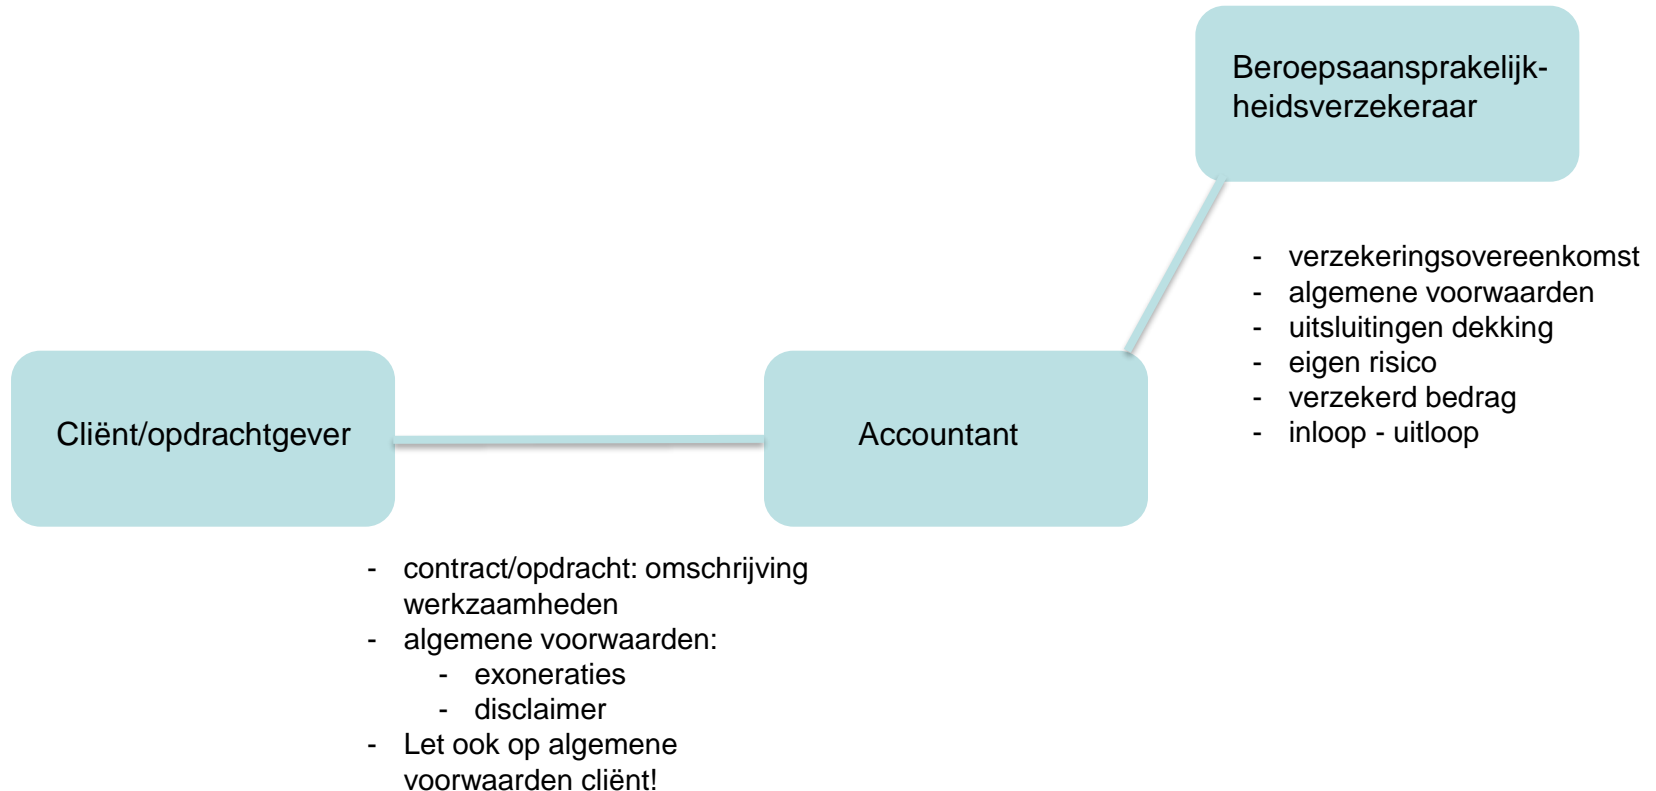 Beroepsaansprakelijk-
heidsverzekeraar
- verzekeringsovereenkomst
- algemene voorwaarden
- uitsluitingen dekking
- eigen risico
- verzekerd bedrag
- inloop - uitloop
Cliënt/opdrachtgever
Accountant
- contract/opdracht: omschrijving
werkzaamheden
- algemene voorwaarden:
- exoneraties
- disclaimer
- Let ook op algemene
voorwaarden cliënt!